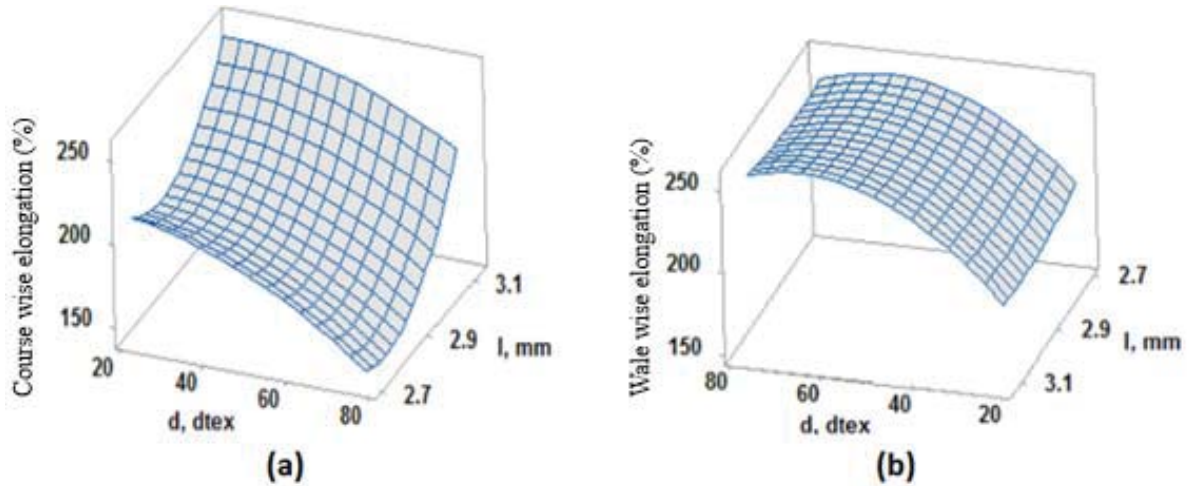 Course wise elongation (%)
250
200
150
20
40
60
80
d, dtex
2.7
2.9
3.1
l, mm
(a)
Wale wise elongation (%)
250
200
150
80
60
40
20
d, dtex
2.7
2.9
3.1
l, mm
(b)